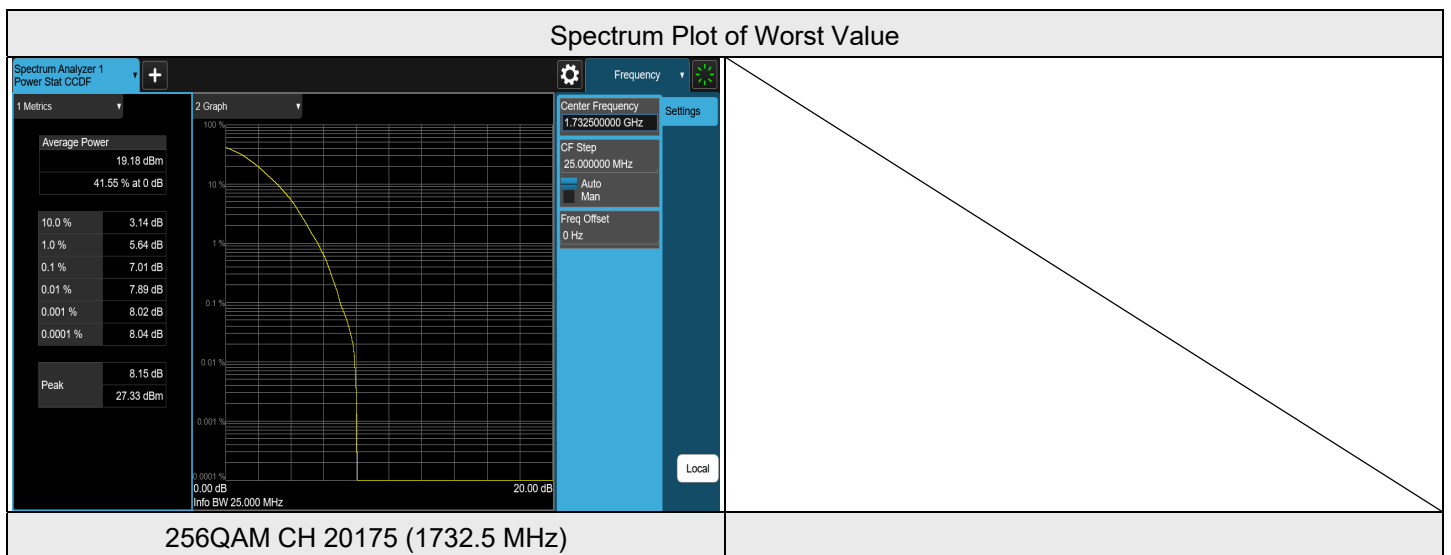 Spectrum Plot of Worst Value
Spectrum Analyzer 1
Power Stat CCDF
+
Frequency
1 Metrics
Average Power
19.18 dBm
41.55 % at 0 dB
10.0 % 3.14 dB
1.0 % 5.64 dB
0.1 % 7.01 dB
0.01 % 7.89 dB
0.001 % 8.02 dB
0.0001 % 8.04 dB
Peak
8.15 dB
27.33 dBm
2 Graph
100 %
10 %
1 %
0.1 %
0.01 %
0.001 %
0.0001 %
0.00 dB 20.00 dB
Info BW 25.000 MHz
Center Frequency
1.732500000 GHz
CF Step
25.000000 MHz
Auto
Man
Freq Offset
0 Hz
Settings
Local
256QAM CH 20175 (1732.5 MHz)